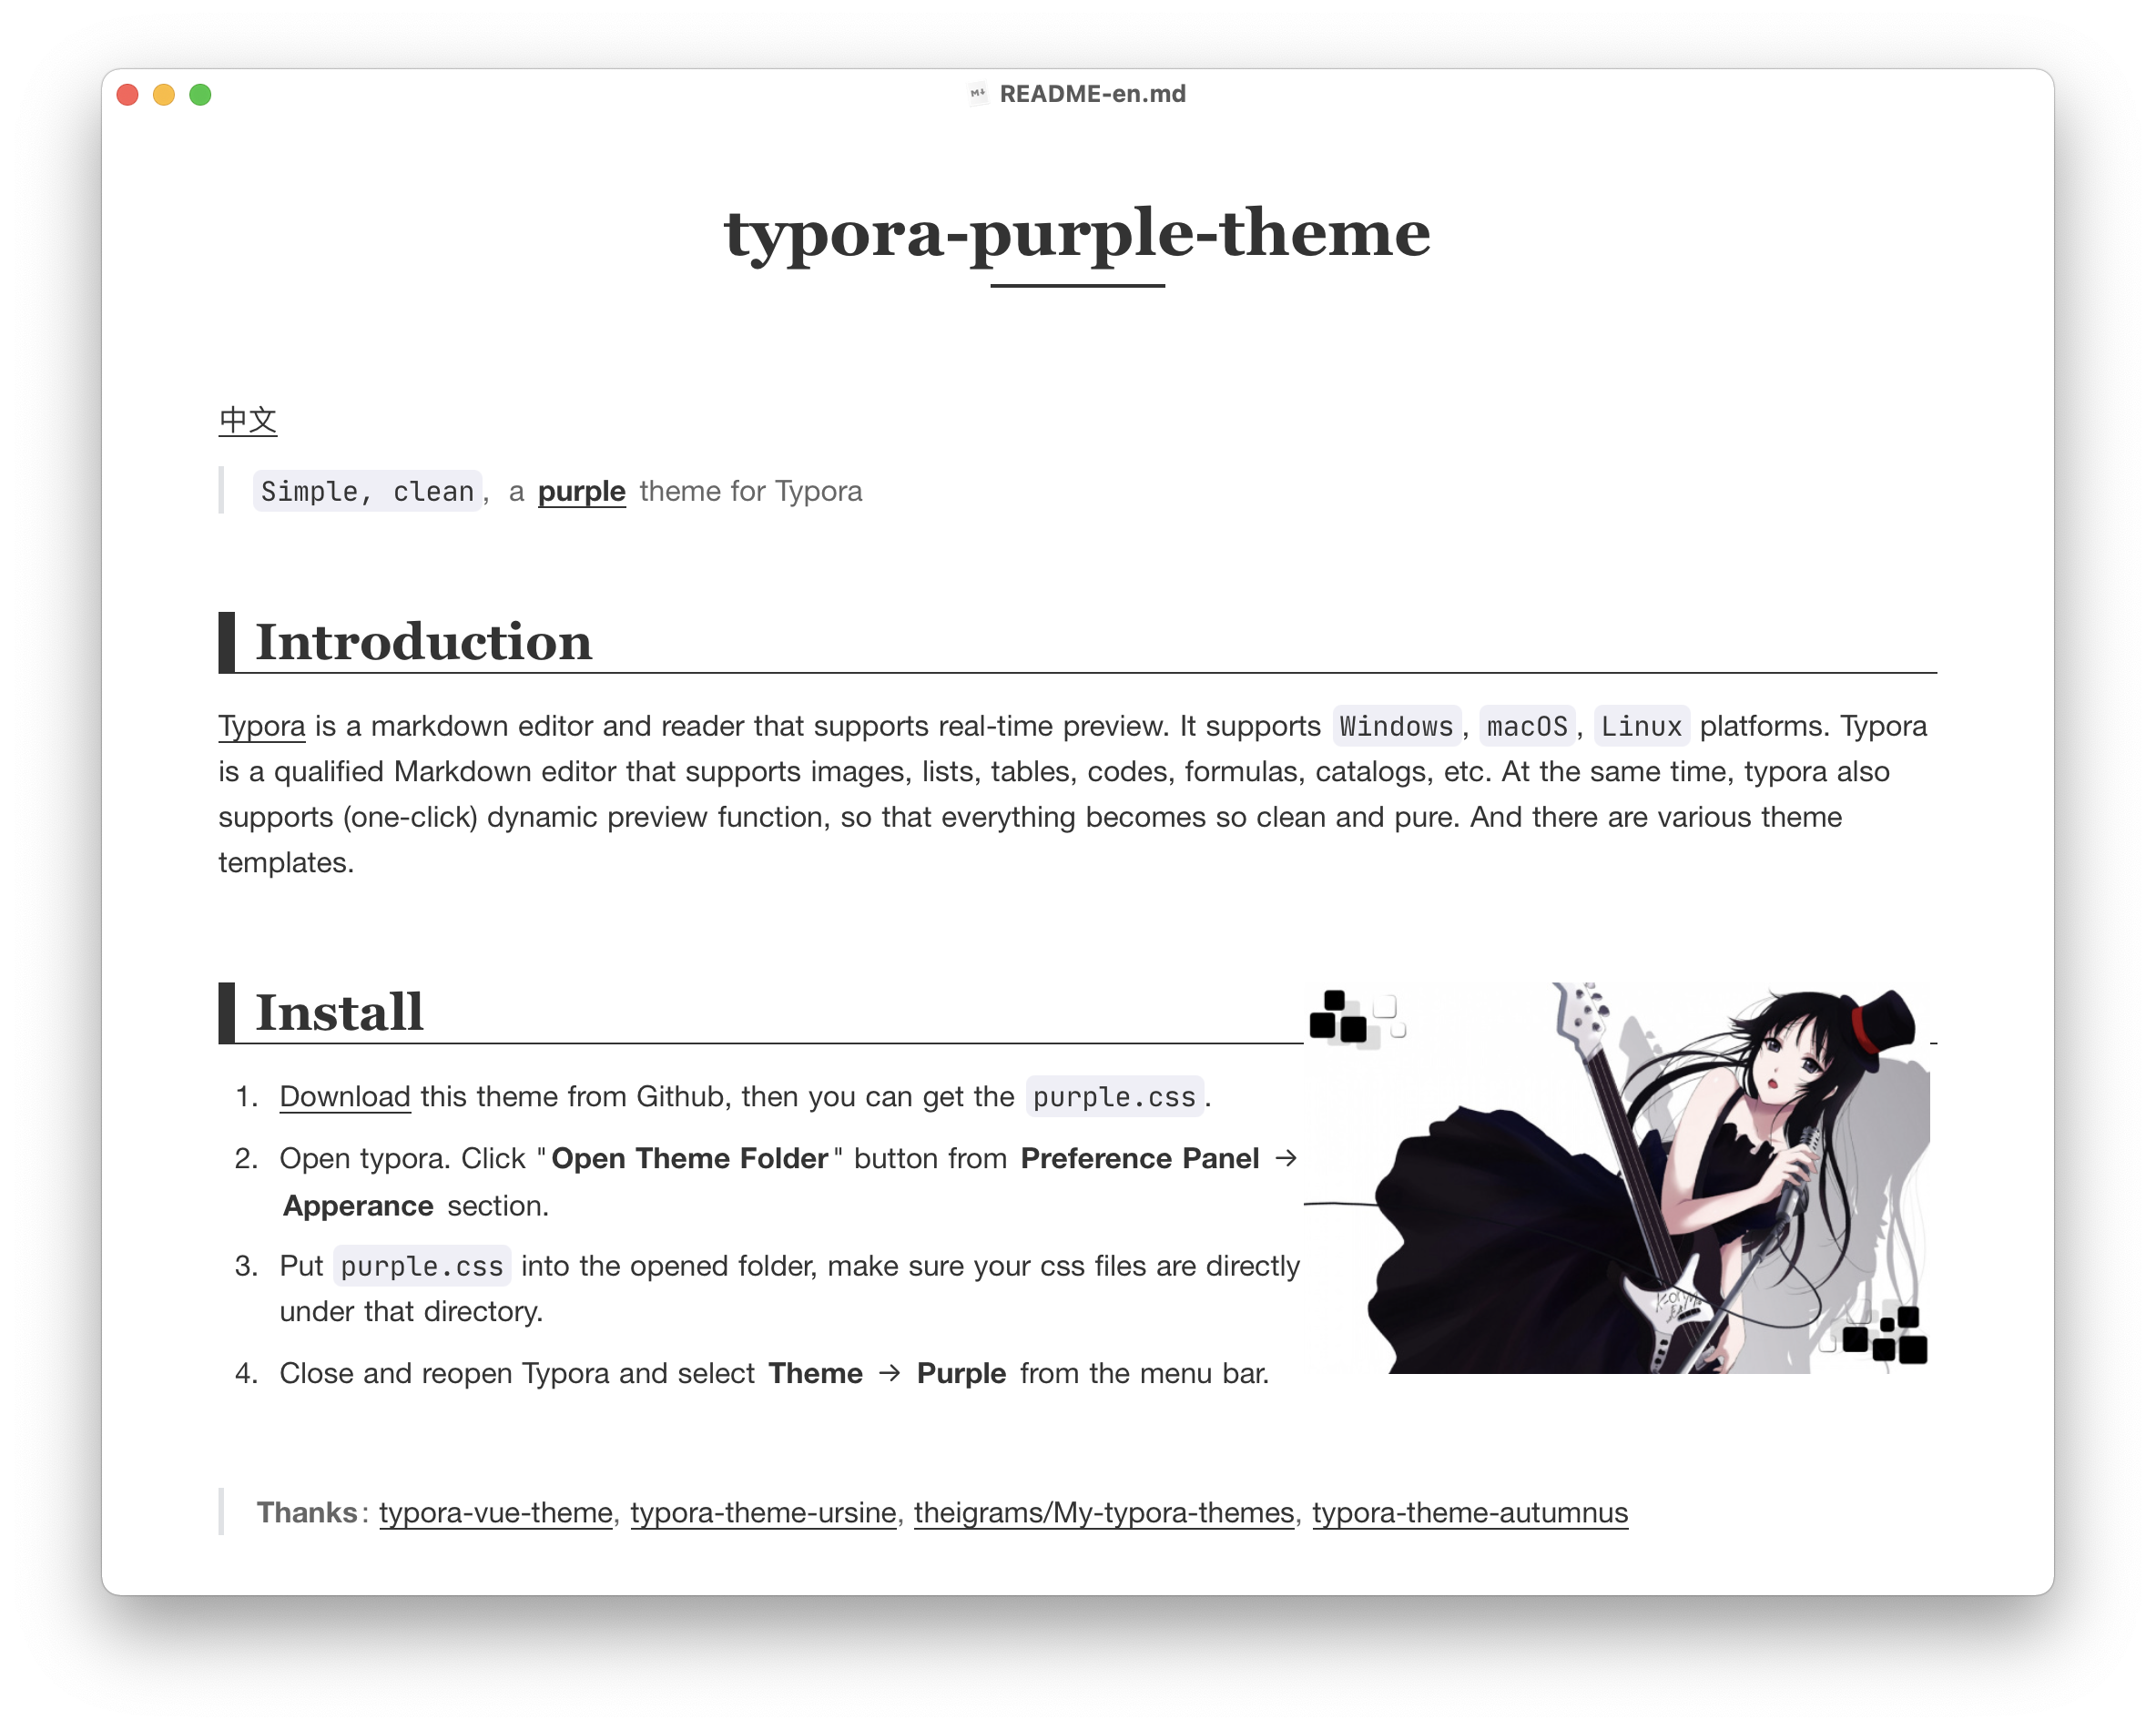 README-en.md
typora-purple-theme
中文
Simple, clean, a purple theme for Typora
Introduction
Typora is a markdown editor and reader that supports real-time preview. It supports Windows, macOS, Linux platforms. Typora
is a qualified Markdown editor that supports images, lists, tables, codes, formulas, catalogs, etc. At the same time, typora also
supports (one-click) dynamic preview function, so that everything becomes so clean and pure. And there are various theme
templates.
Install
1. Download this theme from Github, then you can get the purple.css.
2. Open typora. Click "Open Theme Folder" button from Preference Panel →
Apperance section.
3. Put purple.css into the opened folder, make sure your css files are directly
under that directory.
4. Close and reopen Typora and select Theme → Purple from the menu bar.
Thanks: typora-vue-theme, typora-theme-ursine, theigrams/My-typora-themes, typora-theme-autumnus